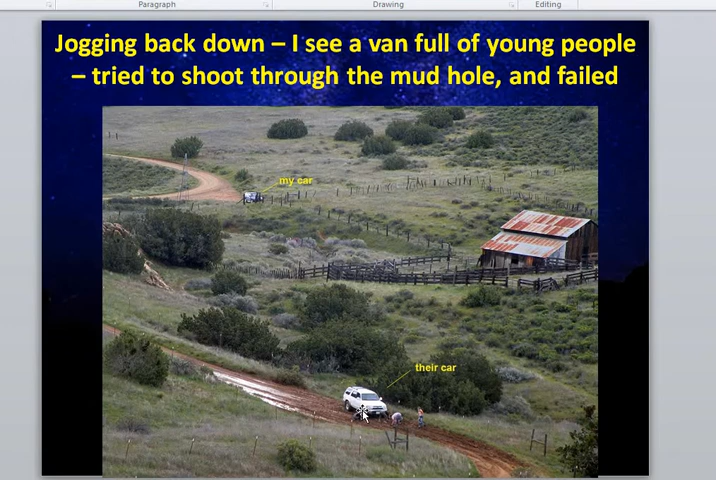 Paragraph
Drawing
Editing
Jogging back down – I see a van full of young people
– tried to shoot through the mud hole, and failed
my car
their car